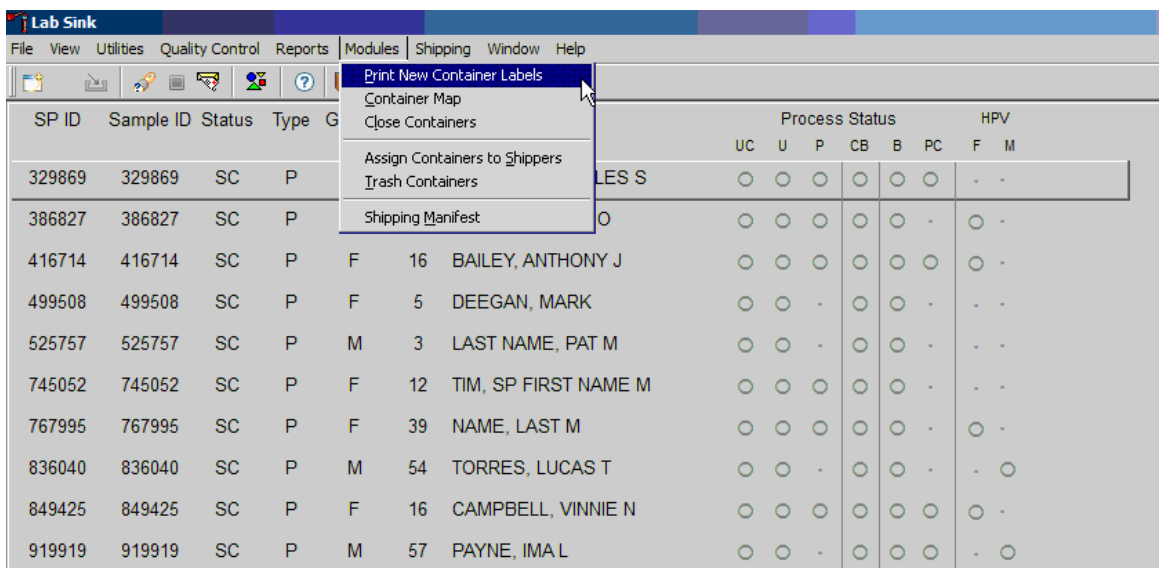 Lab Sink
File View Utilities Quality Control Reports Modules Shipping Window Help
Print New Container Labels
Container Map
Close Containers
Assign Containers to Shippers
Trash Containers
Shipping Manifest
SP ID Sample ID Status Type G Process Status HPV
UC U P CB B PC F M
329869 329869 SC P LES S - -
386827 386827 SC P O - -
416714 416714 SC P F 16 BAILEY, ANTHONY J -
499508 499508 SC P F 5 DEEGAN, MARK - - - -
525757 525757 SC P M 3 LAST NAME, PAT M - - - -
745052 745052 SC P F 12 TIM, SP FIRST NAME M - - -
767995 767995 SC P F 39 NAME, LAST M - -
836040 836040 SC P M 54 TORRES, LUCAS T - - -
849425 849425 SC P F 16 CAMPBELL, VINNIE N -
919919 919919 SC P M 57 PAYNE, IMA L - -